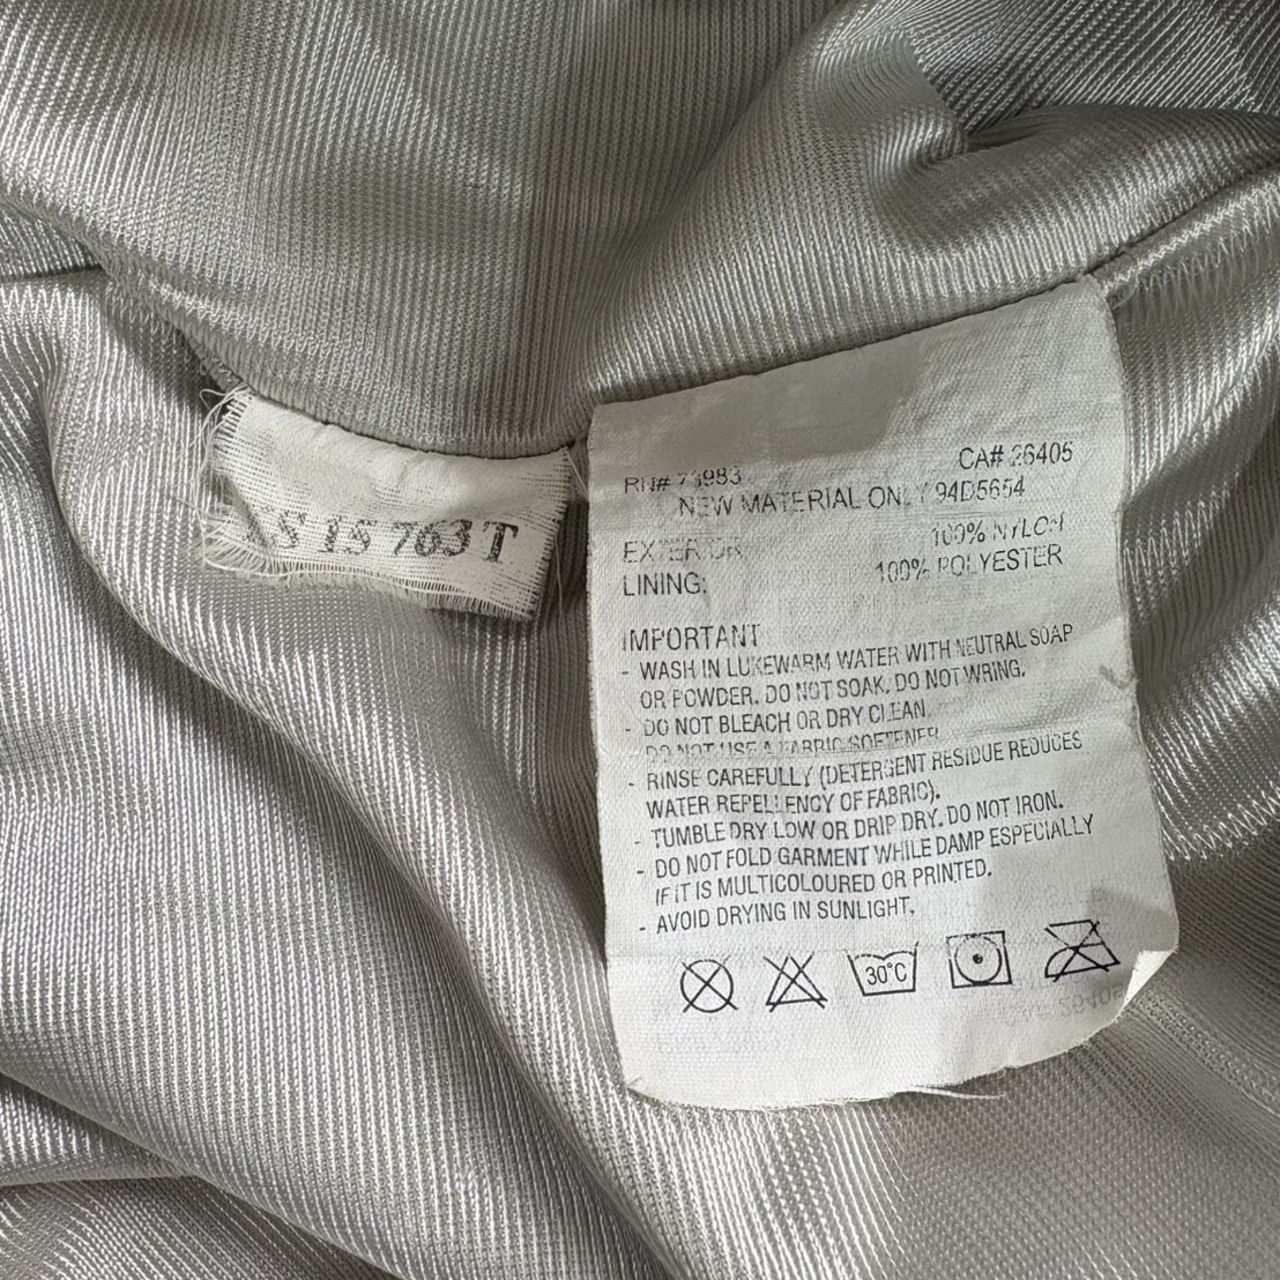 S 15 763 T
RN# 73983
CA# 26405
NEW MATERIAL ONLY 94D5654
EXTERIOR 100% NYLON
LINING: 100% POLYESTER
IMPORTANT
- WASH IN LUKEWARM WATER WITH NEUTRAL SOAP
OR POWDER. DO NOT SOAK. DO NOT WRING.
- DO NOT BLEACH OR DRY CLEAN.
DO NOT USE A FABRIC SOFTENER
- RINSE CAREFULLY (DETERGENT RESIDUE REDUCES
WATER REPELLENCY OF FABRIC).
- TUMBLE DRY LOW OR DRIP DRY. DO NOT IRON.
- DO NOT FOLD GARMENT WHILE DAMP ESPECIALLY
IF IT IS MULTICOLOURED OR PRINTED.
- AVOID DRYING IN SUNLIGHT.
30°C